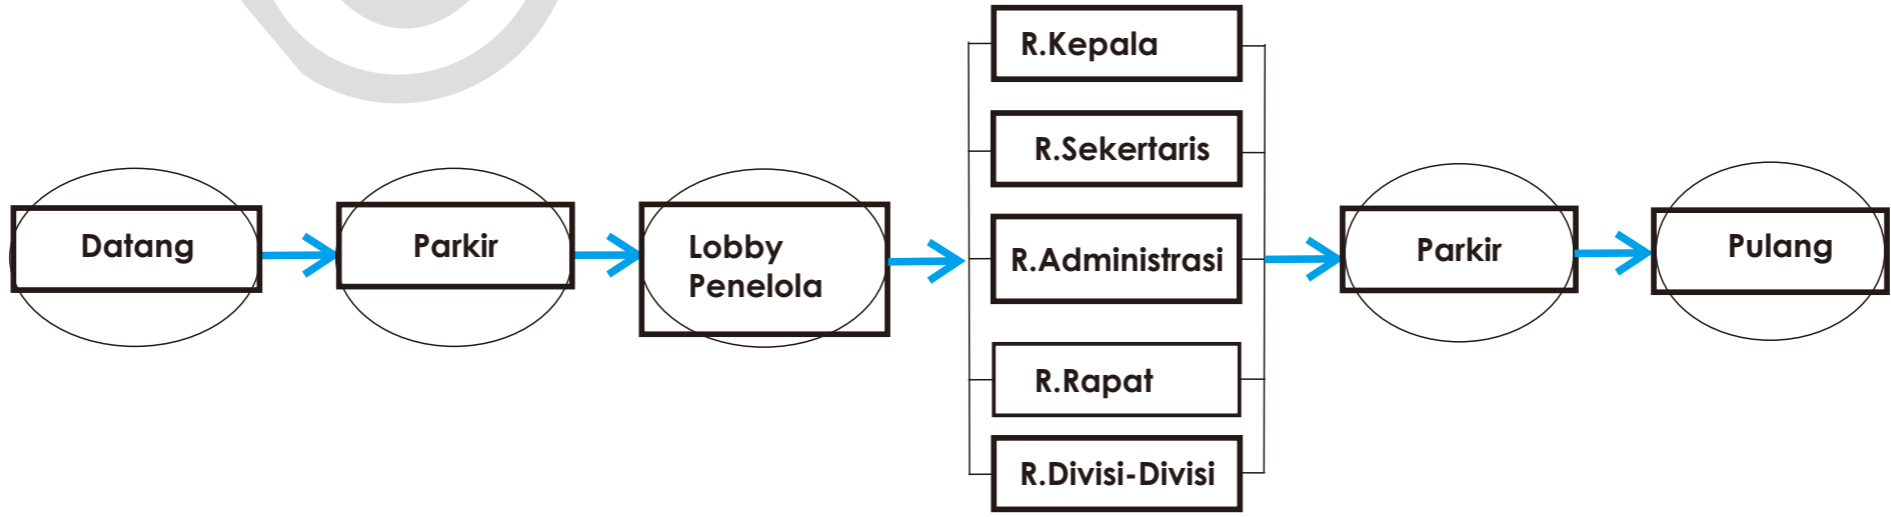 Datang
Parkir
Lobby
Penelola
R.Kepala
R.Sekertaris
R.Administrasi
R.Rapat
R.Divisi-Divisi
Parkir
Pulang